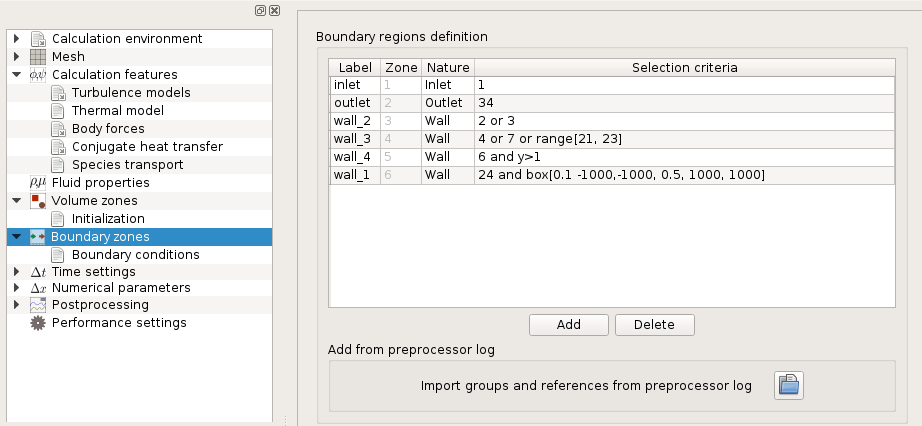 Calculation environment
Mesh
Calculation features
Turbulence models
Thermal model
Body forces
Conjugate heat transfer
Species transport
Fluid properties
Volume zones
Initialization
Boundary zones
Boundary conditions
Δt Time settings
Δx Numerical parameters
Postprocessing
Performance settings
Boundary regions definition
Label Zone Nature Selection criteria
inlet 1 Inlet 1
outlet 2 Outlet 34
wall_2 3 Wall 2 or 3
wall_3 4 Wall 4 or 7 or range[21, 23]
wall_4 5 Wall 6 and y>1
wall_1 6 Wall 24 and box[0.1 -1000,-1000, 0.5, 1000, 1000]
Add Delete
Add from preprocessor log
Import groups and references from preprocessor log